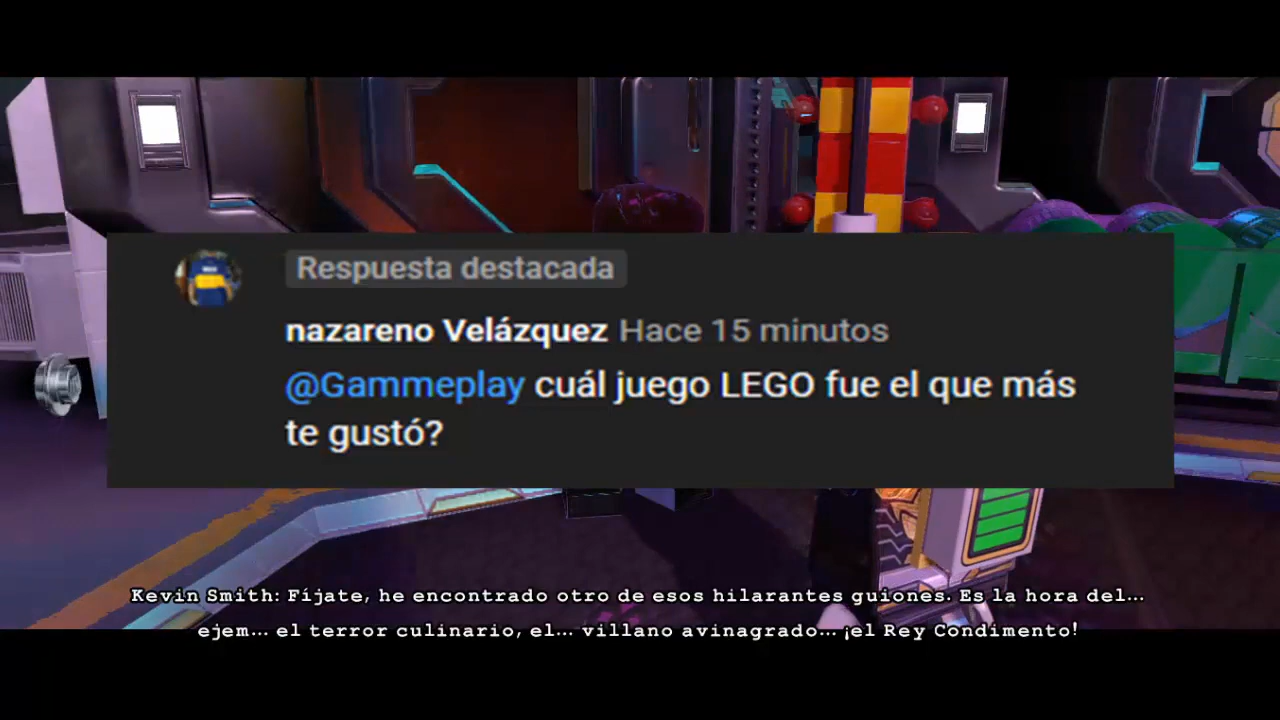 Respuesta destacada
nazareno Velázquez Hace 15 minutos
@Gammeplay cuál juego LEGO fue el que más
te gustó?
Kevin Smith: Fíjate, he encontrado otro de esos hilarantes guiones. Es la hora del...
ejem... el terror culinario, el... villano avinagrado... ¡el Rey Condimento!